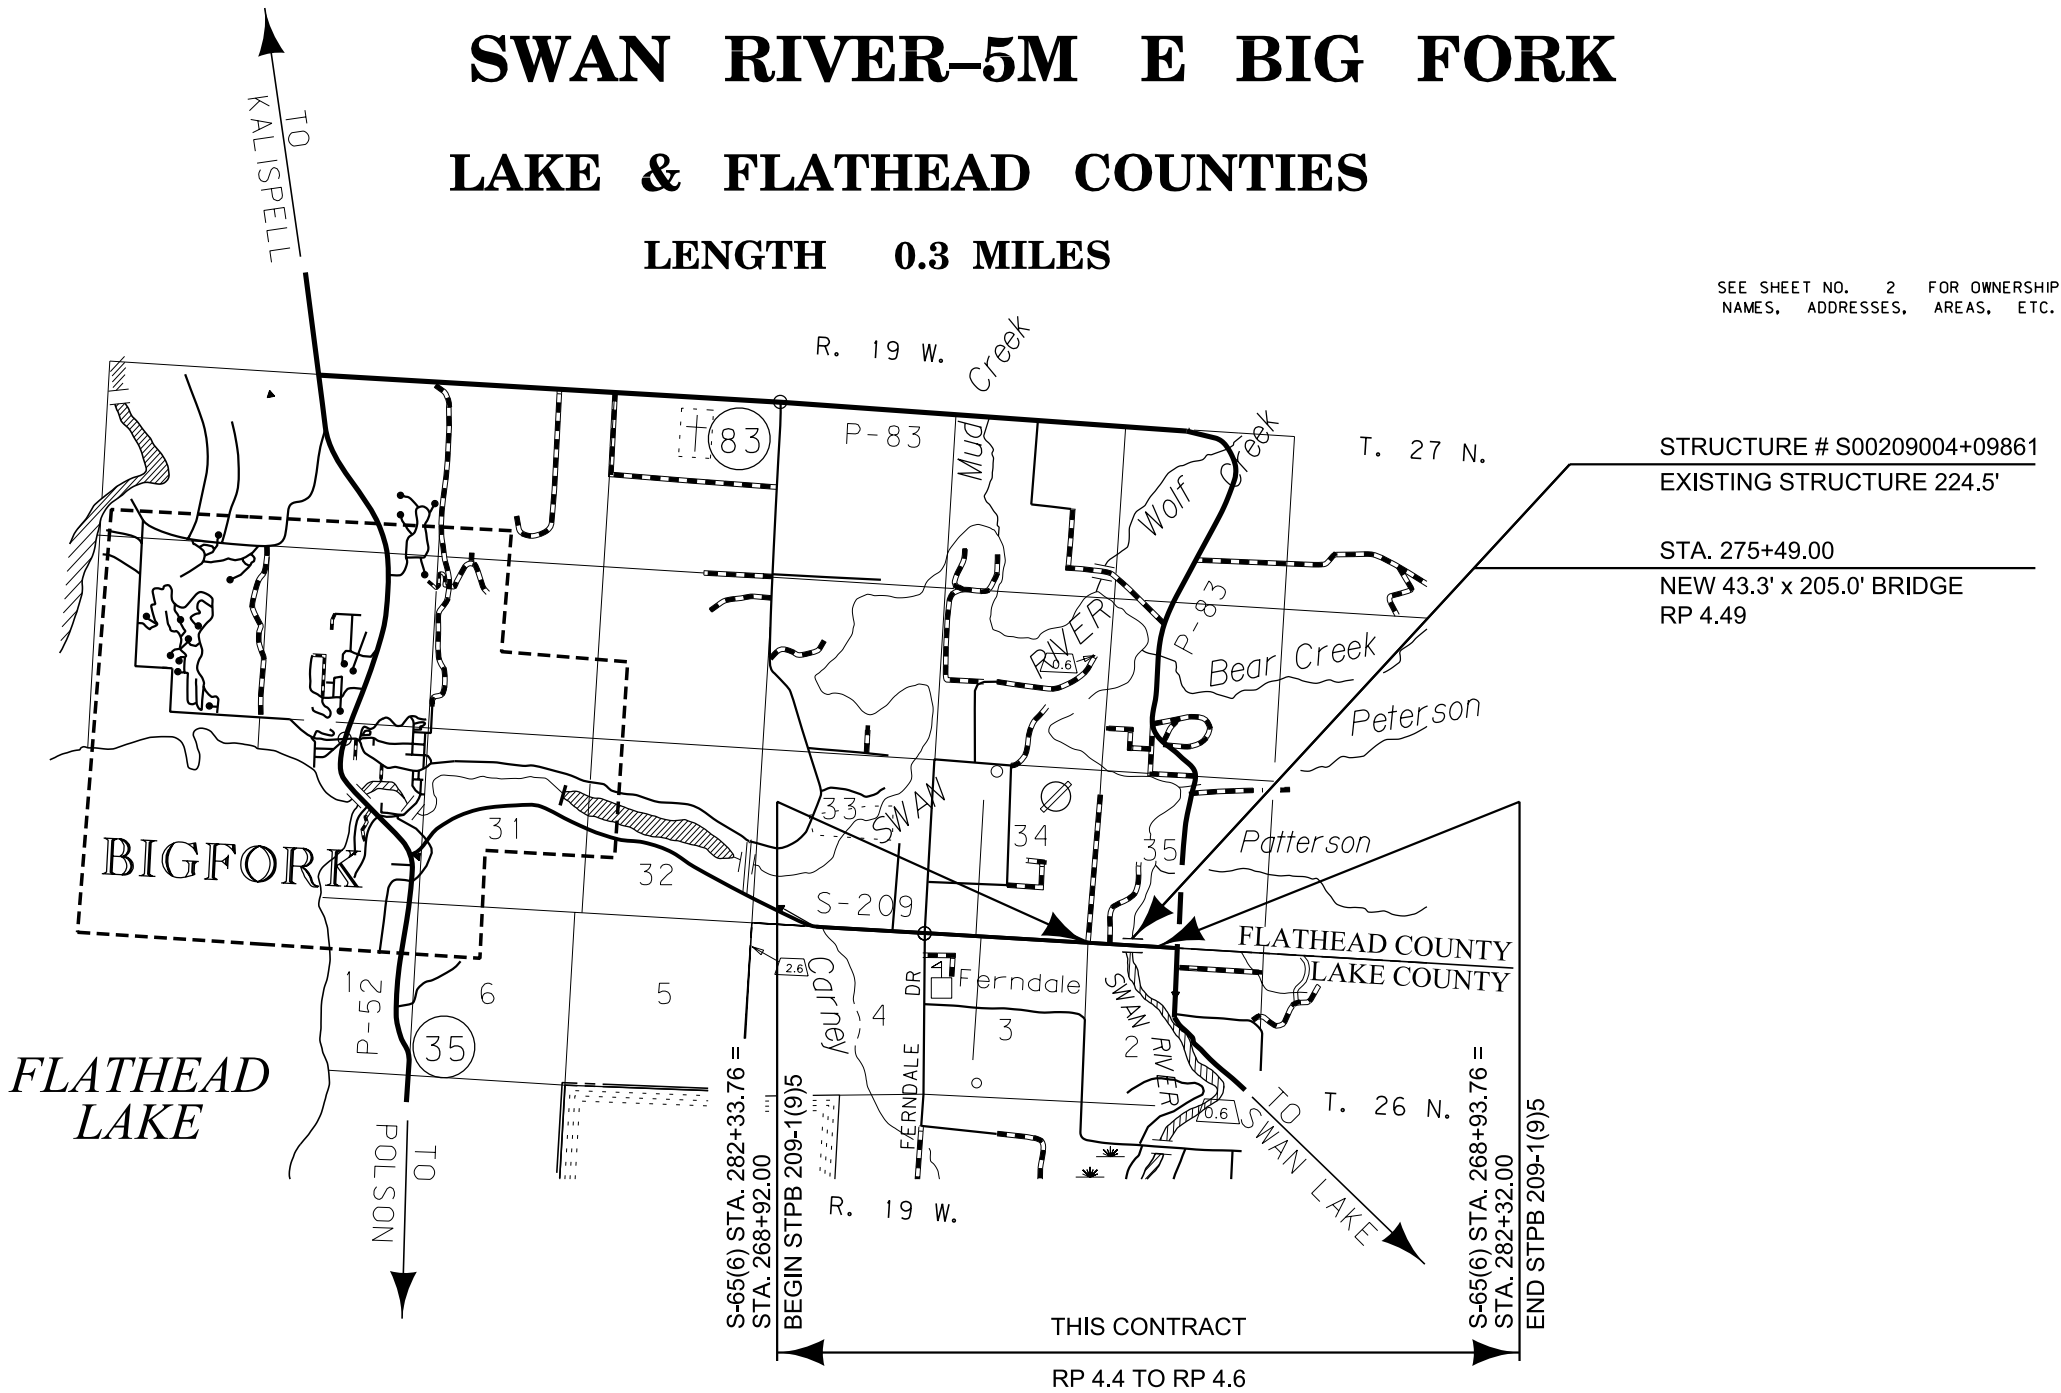 SWAN RIVER-5M E BIG FORK
LAKE & FLATHEAD COUNTIES
LENGTH 0.3 MILES
TO
KALISPELL
SEE SHEET NO. 2 FOR OWNERSHIP
NAMES, ADDRESSES, AREAS, ETC.
R. 19 W.
Mud Creek
83
P-83
Wolf Creek
T. 27 N.
STRUCTURE # S00209004+09861
EXISTING STRUCTURE 224.5'
STA. 275+49.00
NEW 43.3' x 205.0' BRIDGE
RP 4.49
P-83
SWAN RIVER
0.6
Bear Creek
Peterson
Patterson
BIGFORK
31
32
33
34
35
S-209
FLATHEAD COUNTY
LAKE COUNTY
1
6
5
4
3
2
P-52
35
2.6
Carney
FERNDALE DR
Ferndale
SWAN RIVER
0.6
FLATHEAD
LAKE
TO
POLSON
TO
SWAN LAKE
T. 26 N.
R. 19 W.
S-65(6) STA. 282+33.76 =
STA. 268+92.00
BEGIN STPB 209-1(9)5
S-65(6) STA. 268+93.76 =
STA. 282+32.00
END STPB 209-1(9)5
THIS CONTRACT
RP 4.4 TO RP 4.6